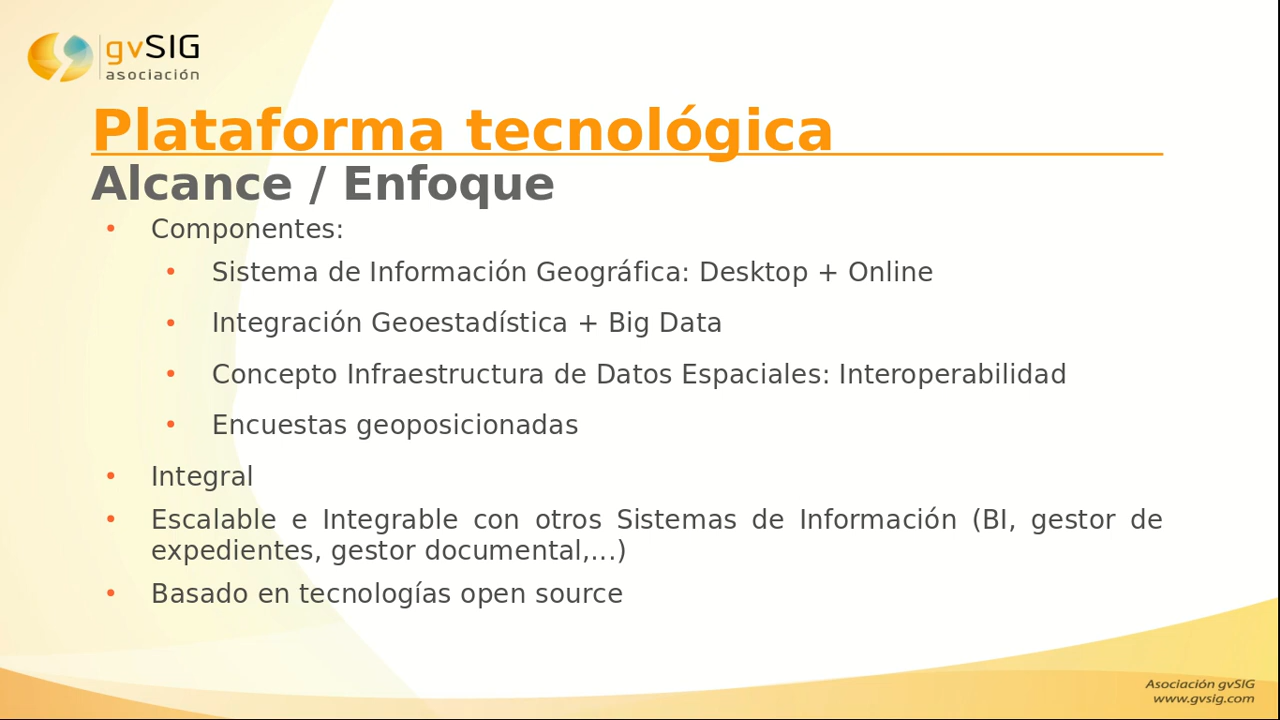 gvSIG
asociación
Plataforma tecnológica
Alcance / Enfoque
• Componentes:
• Sistema de Información Geográfica: Desktop + Online
• Integración Geoestadística + Big Data
• Concepto Infraestructura de Datos Espaciales: Interoperabilidad
• Encuestas geoposicionadas
• Integral
• Escalable e Integrable con otros Sistemas de Información (BI, gestor de
expedientes, gestor documental,...)
• Basado en tecnologías open source
Asociación gvSIG
www.gvsig.com